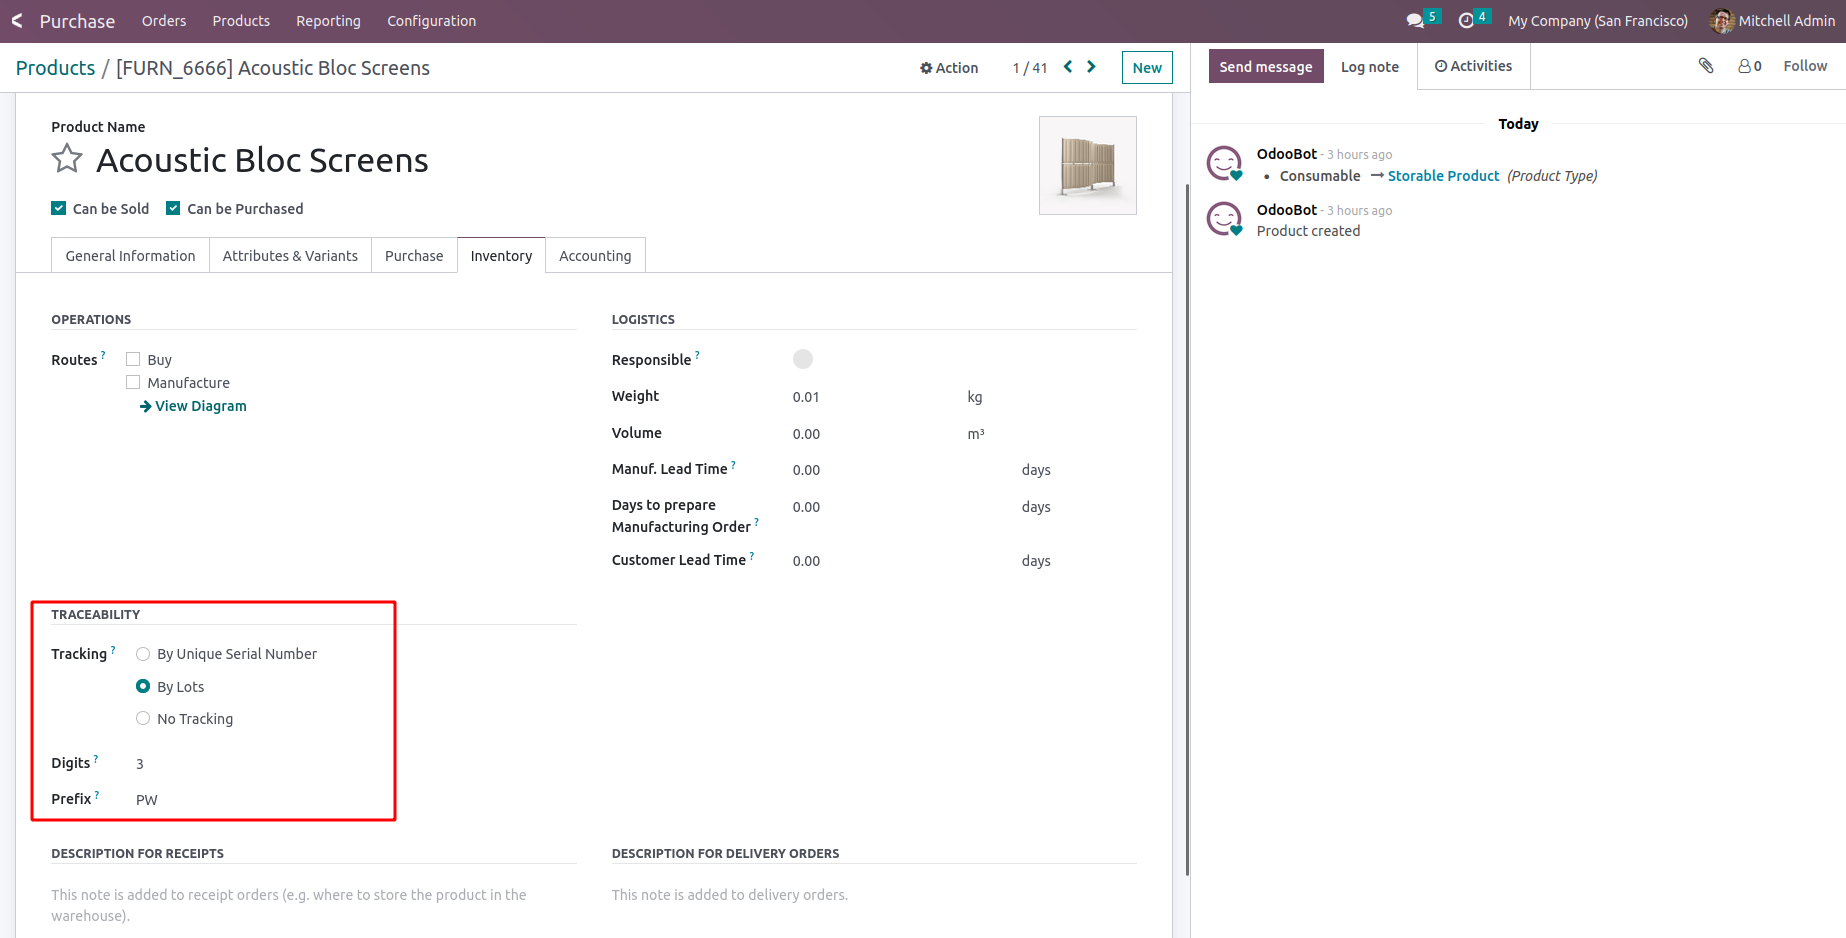 Purchase Orders Products Reporting Configuration 5 4 My Company (San Francisco) Mitchell Admin
Products / [FURN_6666] Acoustic Bloc Screens Action 1 / 41 New
Product Name
Acoustic Bloc Screens
Can be Sold Can be Purchased
General Information Attributes & Variants Purchase Inventory Accounting
OPERATIONS
Routes ? Buy
Manufacture
View Diagram
LOGISTICS
Responsible ?
Weight 0.01 kg
Volume 0.00 m³
Manuf. Lead Time ? 0.00 days
Days to prepare
Manufacturing Order ? 0.00 days
Customer Lead Time ? 0.00 days
TRACEABILITY
Tracking ? By Unique Serial Number
By Lots
No Tracking
Digits ? 3
Prefix ? PW
DESCRIPTION FOR RECEIPTS
This note is added to receipt orders (e.g. where to store the product in the
warehouse).
DESCRIPTION FOR DELIVERY ORDERS
This note is added to delivery orders.
Send message Log note Activities 0 Follow
Today
OdooBot - 3 hours ago
• Consumable → Storable Product (Product Type)
OdooBot - 3 hours ago
Product created